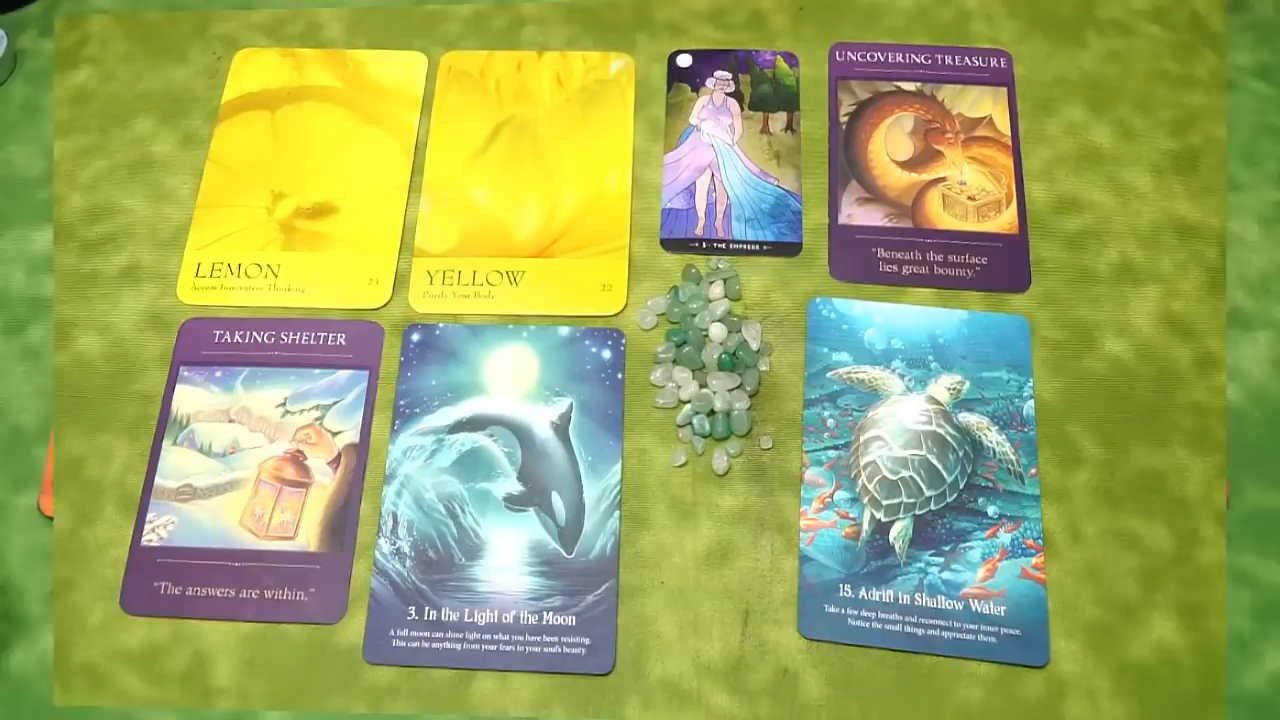 LEMON
Access Innovative Thinking
23
YELLOW
Purify Your Body
22
3 - THE EMPRESS
UNCOVERING TREASURE
"Beneath the surface
lies great bounty."
TAKING SHELTER
"The answers are within."
3. In the Light of the Moon
A full moon can shine light on what you have been resisting.
This can be anything from your fears to your soul's beauty.
15. Adrift in Shallow Water
Take a few deep breaths and reconnect to your inner peace.
Notice the small things and appreciate them.